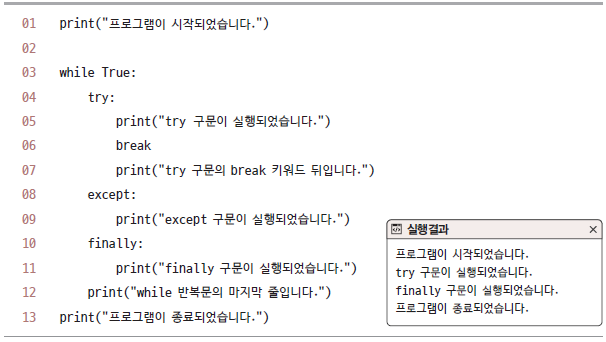 01 print("프로그램이 시작되었습니다.")
02
03 while True:
04     try:
05         print("try 구문이 실행되었습니다.")
06         break
07         print("try 구문의 break 키워드 뒤입니다.")
08     except:
09         print("except 구문이 실행되었습니다.")
10     finally:
11         print("finally 구문이 실행되었습니다.")
12     print("while 반복문의 마지막 줄입니다.")
13 print("프로그램이 종료되었습니다.")
실행결과 ×
프로그램이 시작되었습니다.
try 구문이 실행되었습니다.
finally 구문이 실행되었습니다.
프로그램이 종료되었습니다.